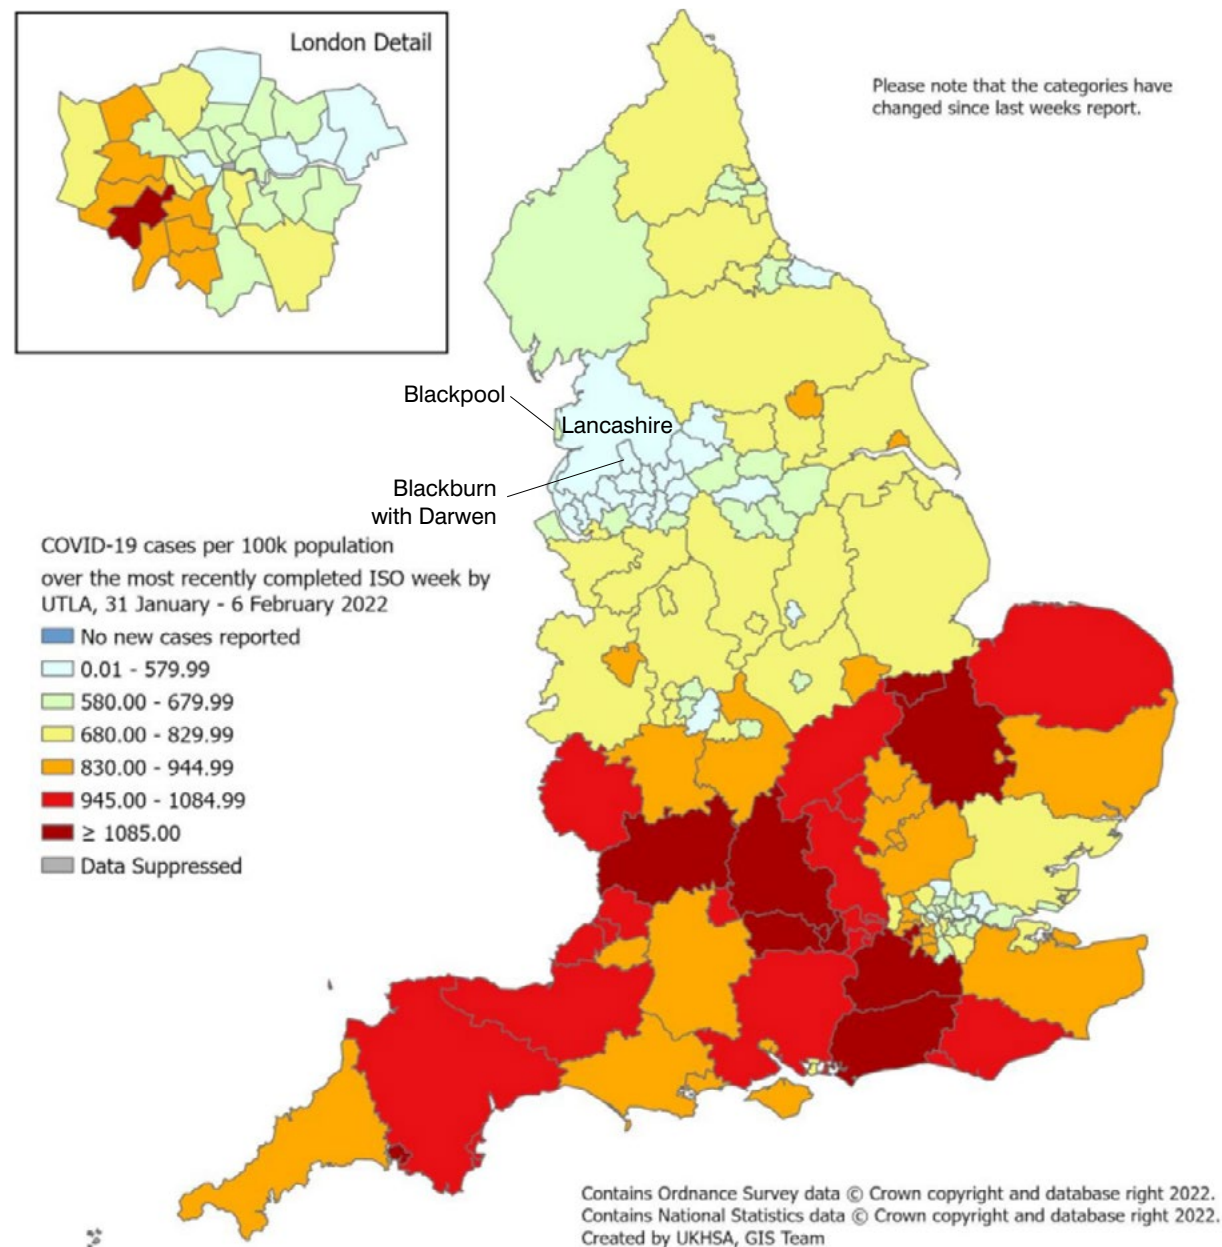 London Detail
Please note that the categories have
changed since last weeks report.
Blackpool
Lancashire
Blackburn
with Darwen
COVID-19 cases per 100k population
over the most recently completed ISO week by
UTLA, 31 January - 6 February 2022
No new cases reported
0.01 - 579.99
580.00 - 679.99
680.00 - 829.99
830.00 - 944.99
945.00 - 1084.99
≥ 1085.00
Data Suppressed
Contains Ordnance Survey data © Crown copyright and database right 2022.
Contains National Statistics data © Crown copyright and database right 2022.
Created by UKHSA, GIS Team